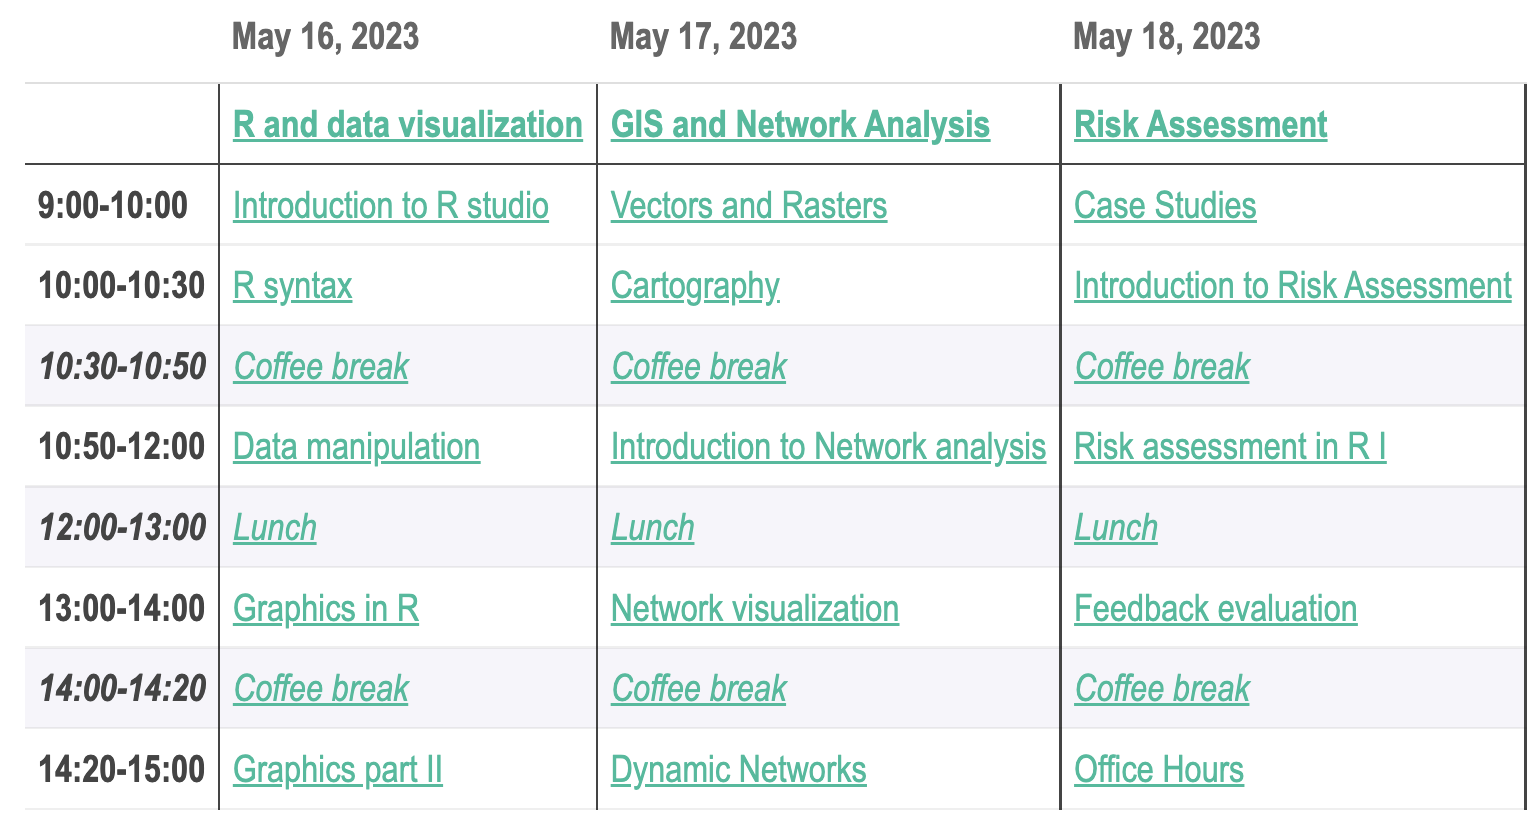 May 16, 2023 May 17, 2023 May 18, 2023
R and data visualization GIS and Network Analysis Risk Assessment
9:00-10:00 Introduction to R studio Vectors and Rasters Case Studies
10:00-10:30 R syntax Cartography Introduction to Risk Assessment
10:30-10:50 Coffee break Coffee break Coffee break
10:50-12:00 Data manipulation Introduction to Network analysis Risk assessment in R I
12:00-13:00 Lunch Lunch Lunch
13:00-14:00 Graphics in R Network visualization Feedback evaluation
14:00-14:20 Coffee break Coffee break Coffee break
14:20-15:00 Graphics part II Dynamic Networks Office Hours